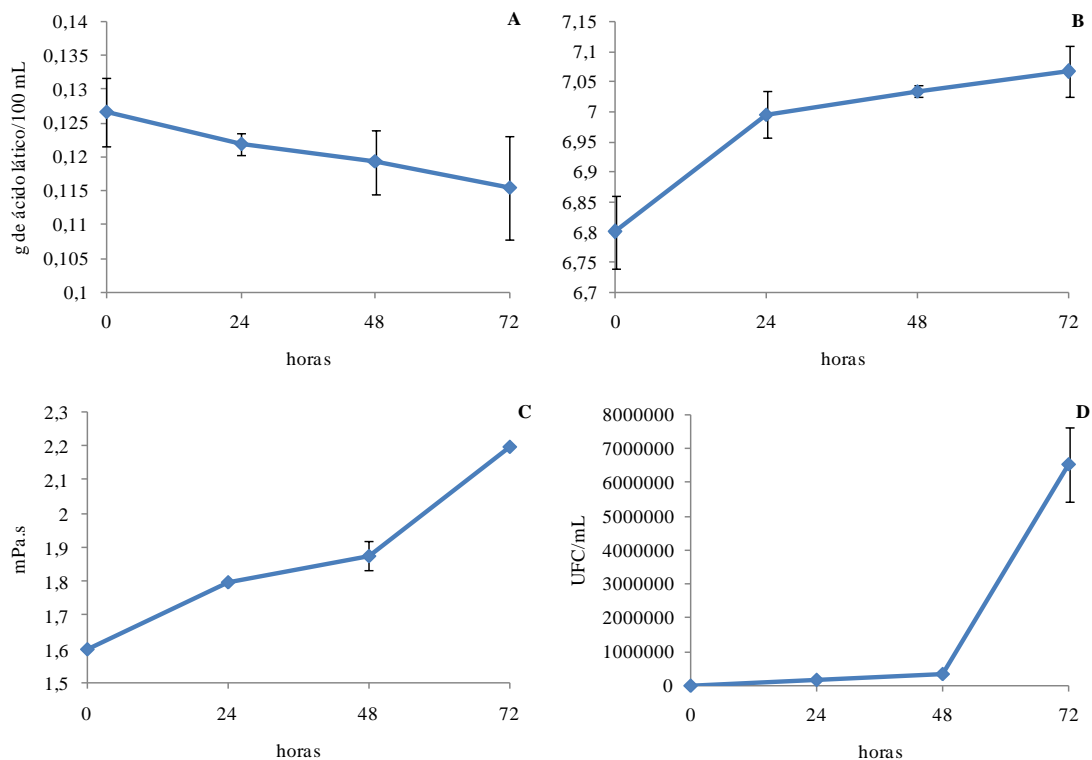 A
g de ácido lático/100 mL
0,14
0,135
0,13
0,125
0,12
0,115
0,11
0,105
0,1
0 24 48 72
horas
B
7,15
7,1
7,05
7
6,95
6,9
6,85
6,8
6,75
6,7
0 24 48 72
horas
C
mPa.s
2,3
2,2
2,1
2
1,9
1,8
1,7
1,6
1,5
0 24 48 72
horas
D
UFC/mL
8000000
7000000
6000000
5000000
4000000
3000000
2000000
1000000
0
0 24 48 72
horas